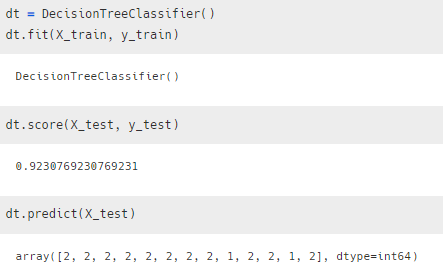 dt = DecisionTreeClassifier()
dt.fit(X_train, y_train)
DecisionTreeClassifier()
dt.score(X_test, y_test)
0.9230769230769231
dt.predict(X_test)
array([2, 2, 2, 2, 2, 2, 2, 2, 1, 2, 2, 1, 2], dtype=int64)